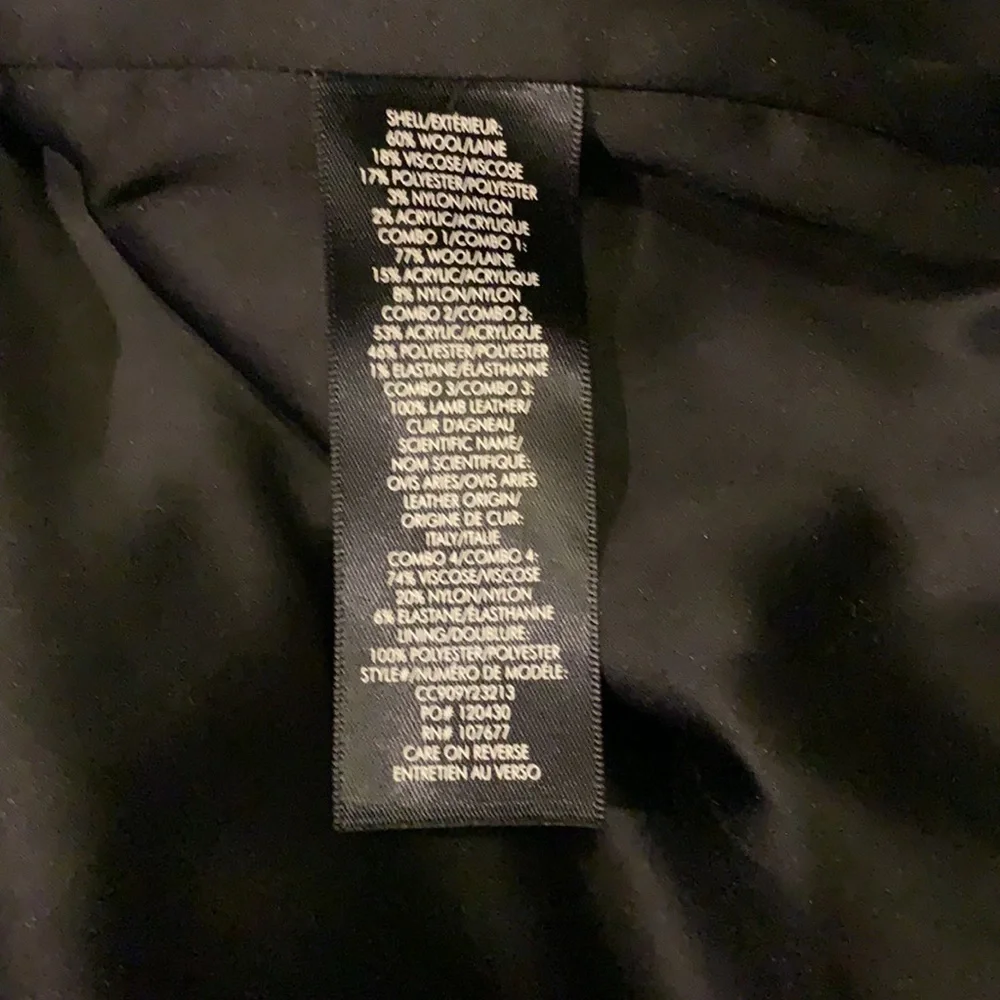 SHELL/EXTÉRIEUR:
60% WOOL/LAINE
18% VISCOSE/VISCOSE
17% POLYESTER/POLYESTER
3% NYLON/NYLON
2% ACRYLIC/ACRYLIQUE
COMBO 1/COMBO 1:
77% WOOL/LAINE
15% ACRYLIC/ACRYLIQUE
8% NYLON/NYLON
COMBO 2/COMBO 2:
53% ACRYLIC/ACRYLIQUE
46% POLYESTER/POLYESTER
1% ELASTANE/ÉLASTHANNE
COMBO 3/COMBO 3:
100% LAMB LEATHER/
CUIR D'AGNEAU
SCIENTIFIC NAME/
NOM SCIENTIFIQUE:
OVIS ARIES/OVIS ARIES
LEATHER ORIGIN/
ORIGINE DE CUIR:
ITALY/ITALIE
COMBO 4/COMBO 4:
74% VISCOSE/VISCOSE
20% NYLON/NYLON
6% ELASTANE/ÉLASTHANNE
LINING/DOUBLURE:
100% POLYESTER/POLYESTER
STYLE#/NUMÉRO DE MODÈLE:
CC909Y23213
PO# 120430
RN# 107677
CARE ON REVERSE
ENTRETIEN AU VERSO